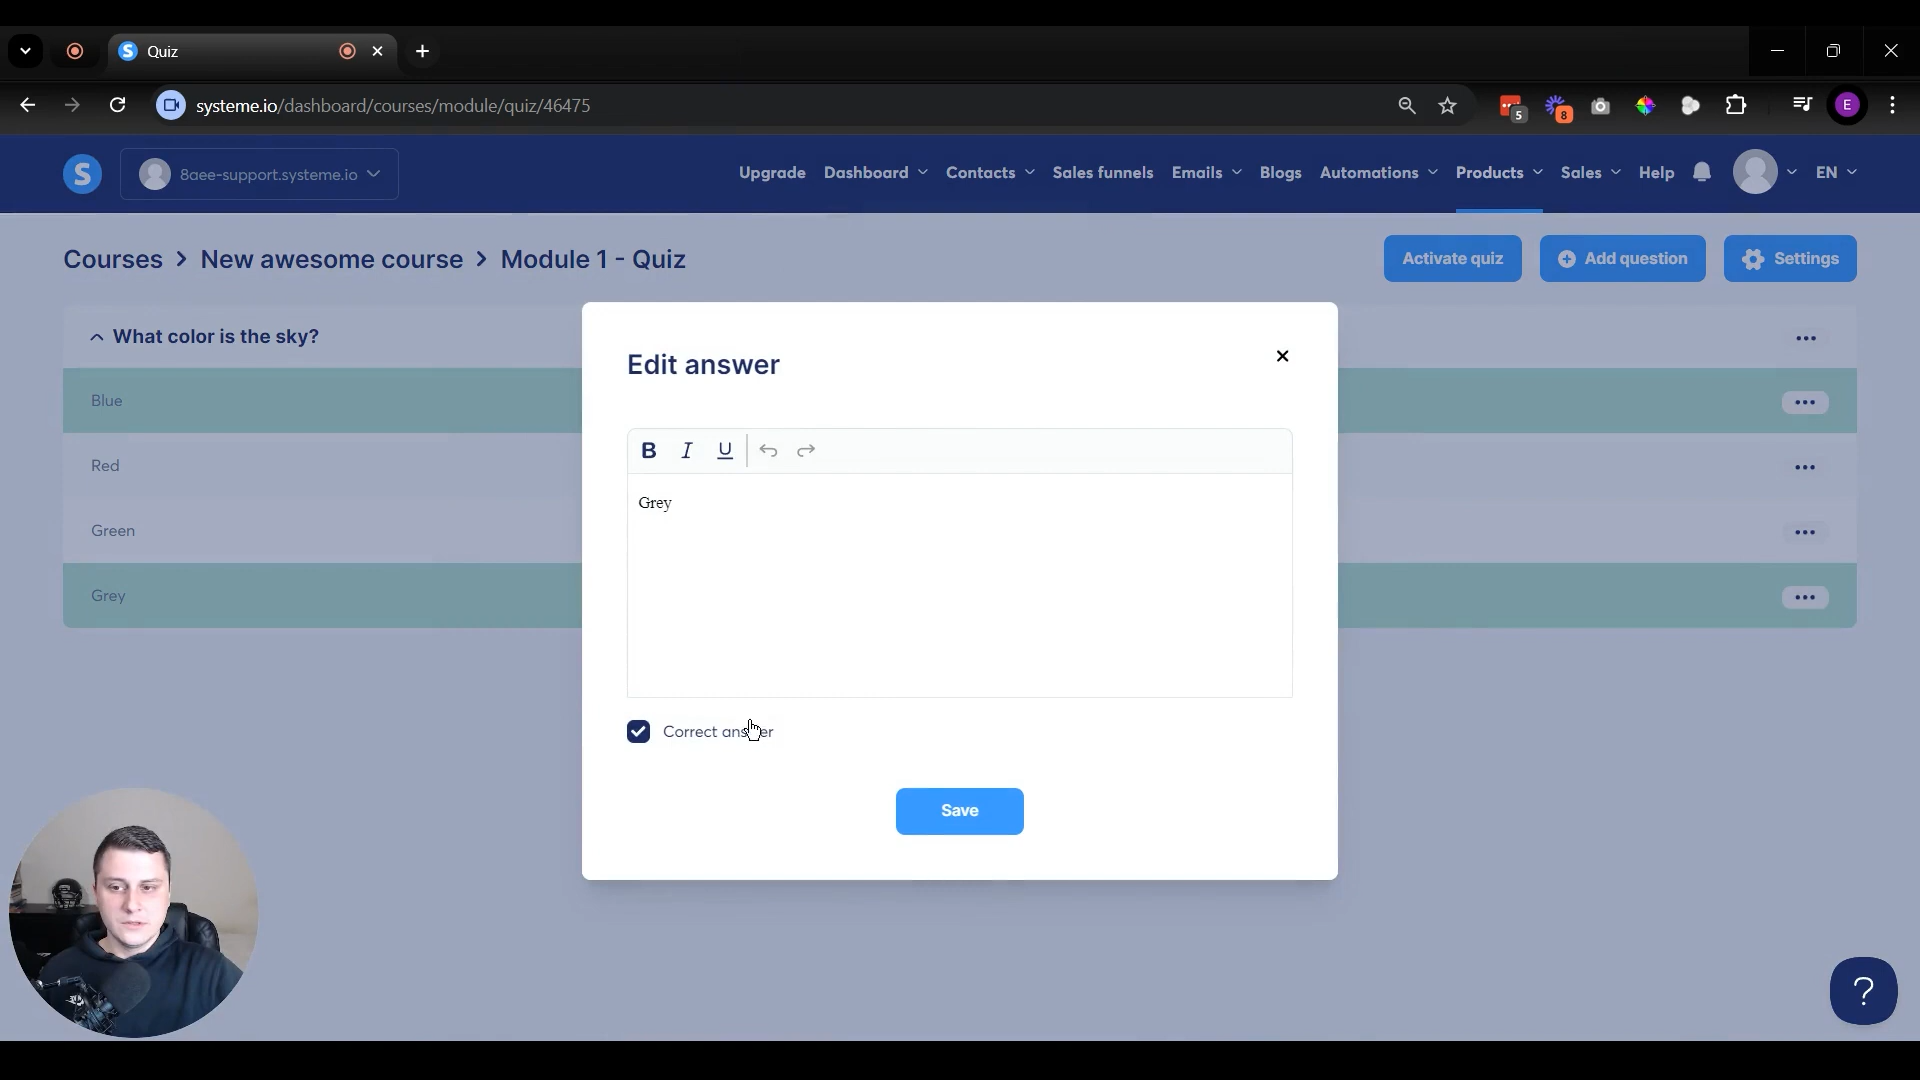 Quiz
systeme.io/dashboard/courses/module/quiz/46475
5
8
E
S
8aee-support.systeme.io
Upgrade
Dashboard
Contacts
Sales funnels
Emails
Blogs
Automations
Products
Sales
Help
EN
Courses > New awesome course > Module 1 - Quiz
Activate quiz
Add question
Settings
What color is the sky?
Blue
Red
Green
Grey
Edit answer
B I U
Grey
Correct answer
Save
?